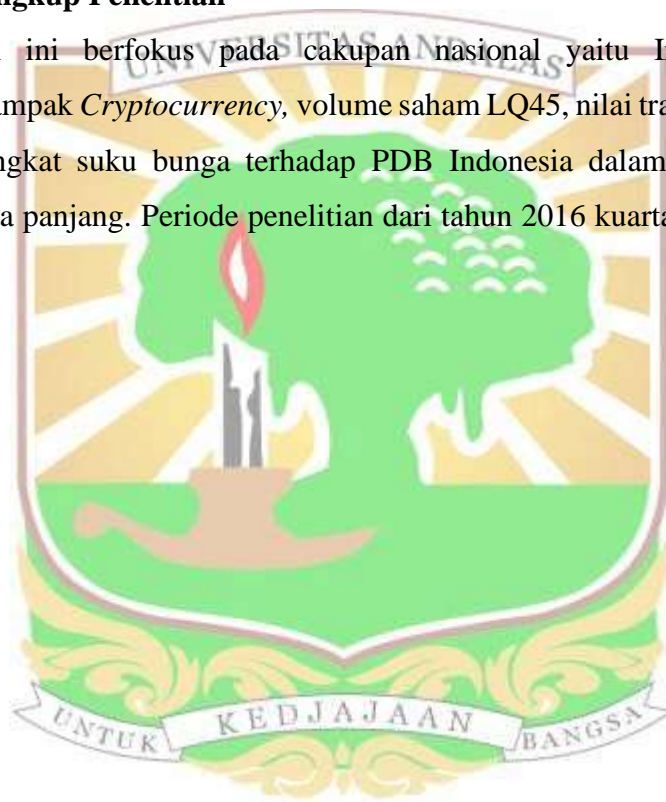 ngkup Penelitian
ini berfokus pada cakupan nasional yaitu
UNIVERSITAS ANDALAS
ampak Cryptocurrency, volume saham LQ45, nilai tra
ngkat suku bunga terhadap PDB Indonesia dalam
a panjang. Periode penelitian dari tahun 2016 kuarta
UNTUK KEDJAJAAN BANGSA